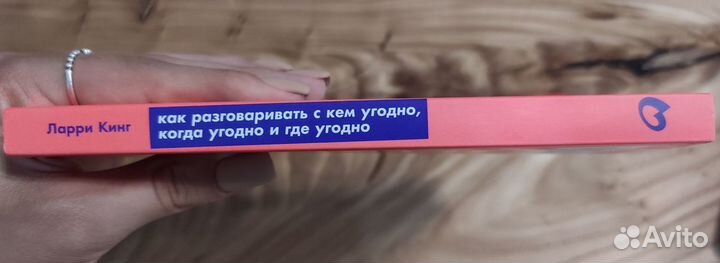 Ларри Кинг
как разговаривать с кем угодно,
когда угодно и где угодно
Avito